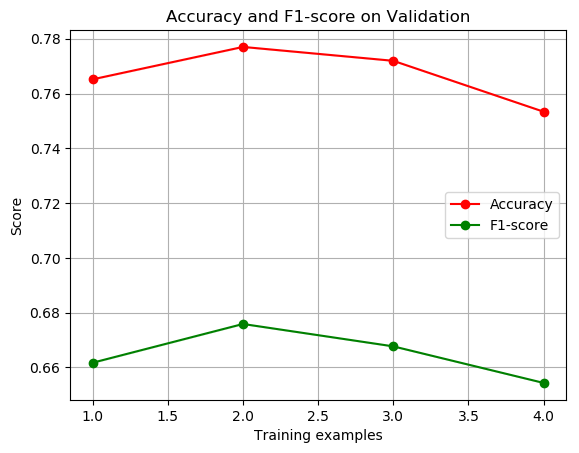 Accuracy and F1-score on Validation
0.78
0.76
0.74
0.72
0.70
0.68
0.66
Score
Accuracy
F1-score
1.0 1.5 2.0 2.5 3.0 3.5 4.0
Training examples